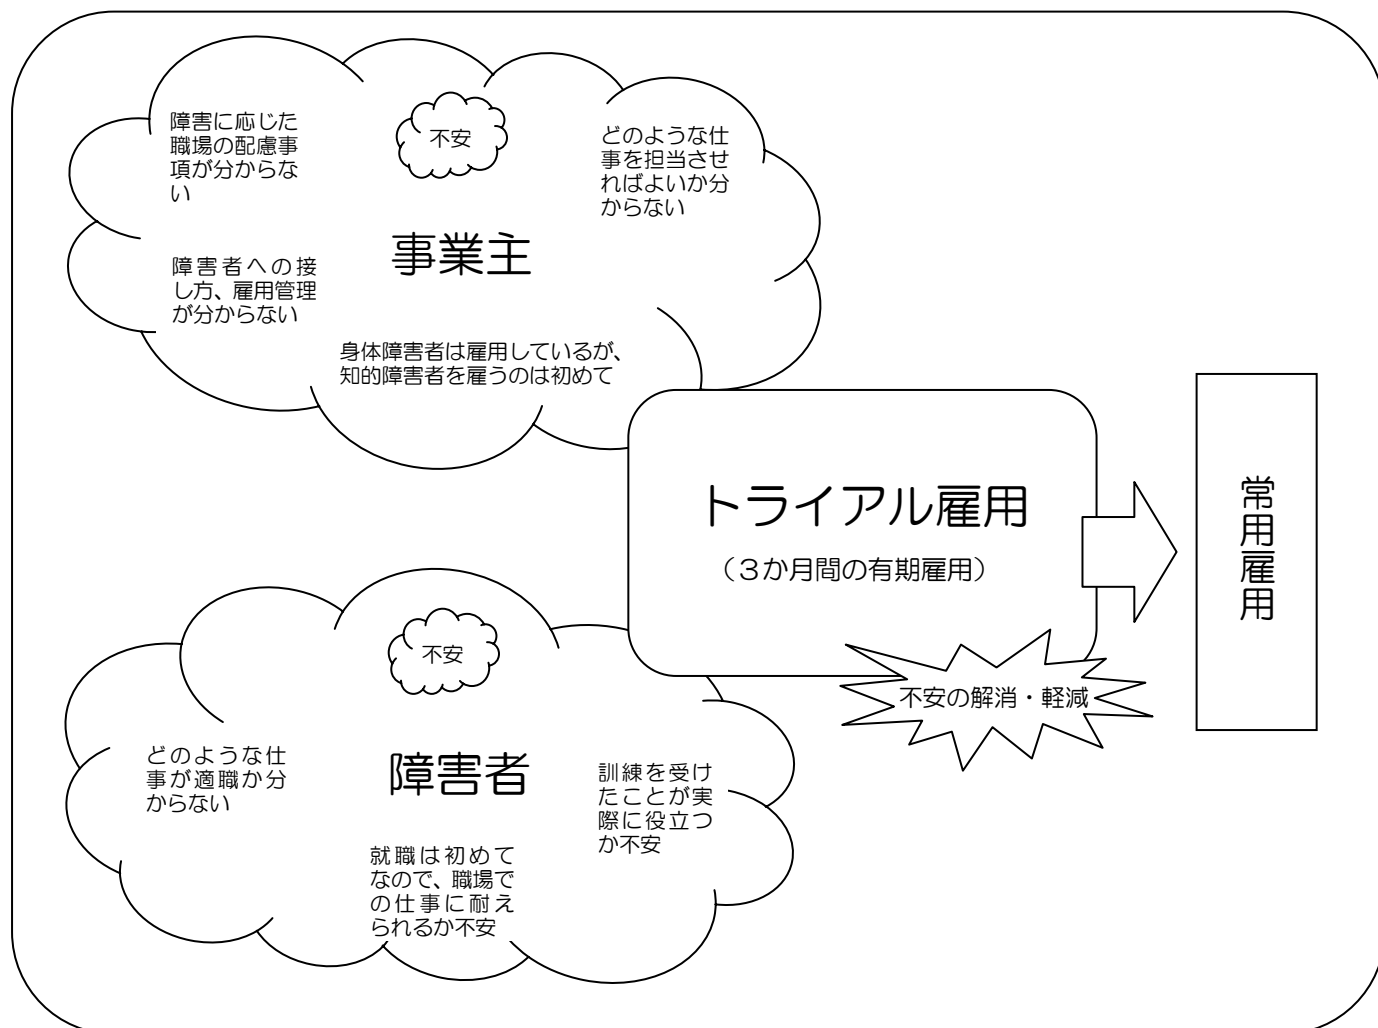 障害に応じた
職場の配慮事
項が分からな
い
不安
どのような仕
事を担当させ
ればよいか分
からない
事業主
障害者への接
し方、雇用管理
が分からない
身体障害者は雇用しているが、
知的障害者を雇うのは初めて
トライアル雇用
（３か月間の有期雇用）
常用雇用
不安の解消・軽減
不安
障害者
どのような仕
事が適職か分
からない
訓練を受け
たことが実
際に役立つ
か不安
就職は初めて
なので、職場で
の仕事に耐え
られるか不安